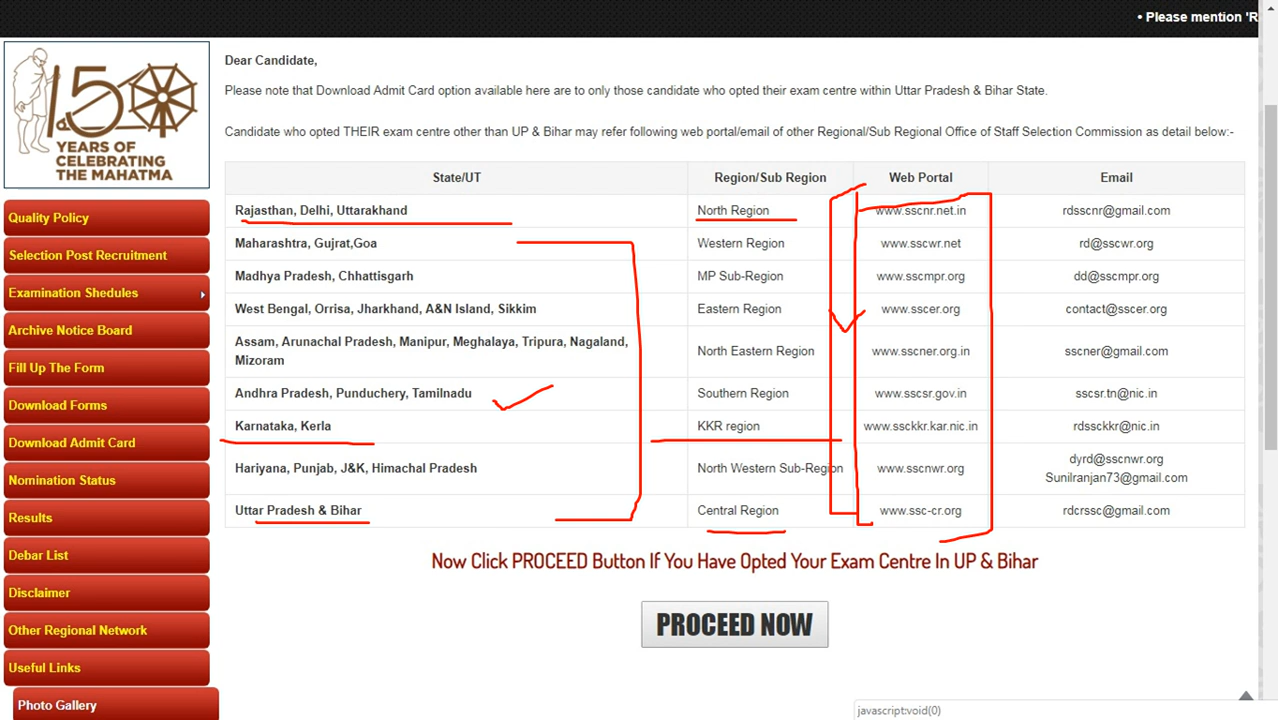 • Please mention 'R
150
YEARS OF
CELEBRATING
THE MAHATMA
Quality Policy
Selection Post Recruitment
Examination Shedules
Archive Notice Board
Fill Up The Form
Download Forms
Download Admit Card
Nomination Status
Results
Debar List
Disclaimer
Other Regional Network
Useful Links
Photo Gallery
Dear Candidate,
Please note that Download Admit Card option available here are to only those candidate who opted their exam centre within Uttar Pradesh & Bihar State.
Candidate who opted THEIR exam centre other than UP & Bihar may refer following web portal/email of other Regional/Sub Regional Office of Staff Selection Commission as detail below:-
State/UT Region/Sub Region Web Portal Email
Rajasthan, Delhi, Uttarakhand North Region www.sscnr.net.in rdsscnr@gmail.com
Maharashtra, Gujrat,Goa Western Region www.sscwr.net rd@sscwr.org
Madhya Pradesh, Chhattisgarh MP Sub-Region www.sscmpr.org dd@sscmpr.org
West Bengal, Orrisa, Jharkhand, A&N Island, Sikkim Eastern Region www.sscer.org contact@sscer.org
Assam, Arunachal Pradesh, Manipur, Meghalaya, Tripura, Nagaland,
Mizoram North Eastern Region www.sscner.org.in sscner@gmail.com
Andhra Pradesh, Punduchery, Tamilnadu Southern Region www.sscsr.gov.in sscsr.tn@nic.in
Karnataka, Kerla KKR region www.ssckkr.kar.nic.in rdssckkr@nic.in
Hariyana, Punjab, J&K, Himachal Pradesh North Western Sub-Region www.sscnwr.org dyrd@sscnwr.org
Sunilranjan73@gmail.com
Uttar Pradesh & Bihar Central Region www.ssc-cr.org rdcrssc@gmail.com
Now Click PROCEED Button If You Have Opted Your Exam Centre In UP & Bihar
PROCEED NOW
javascript:void(0)